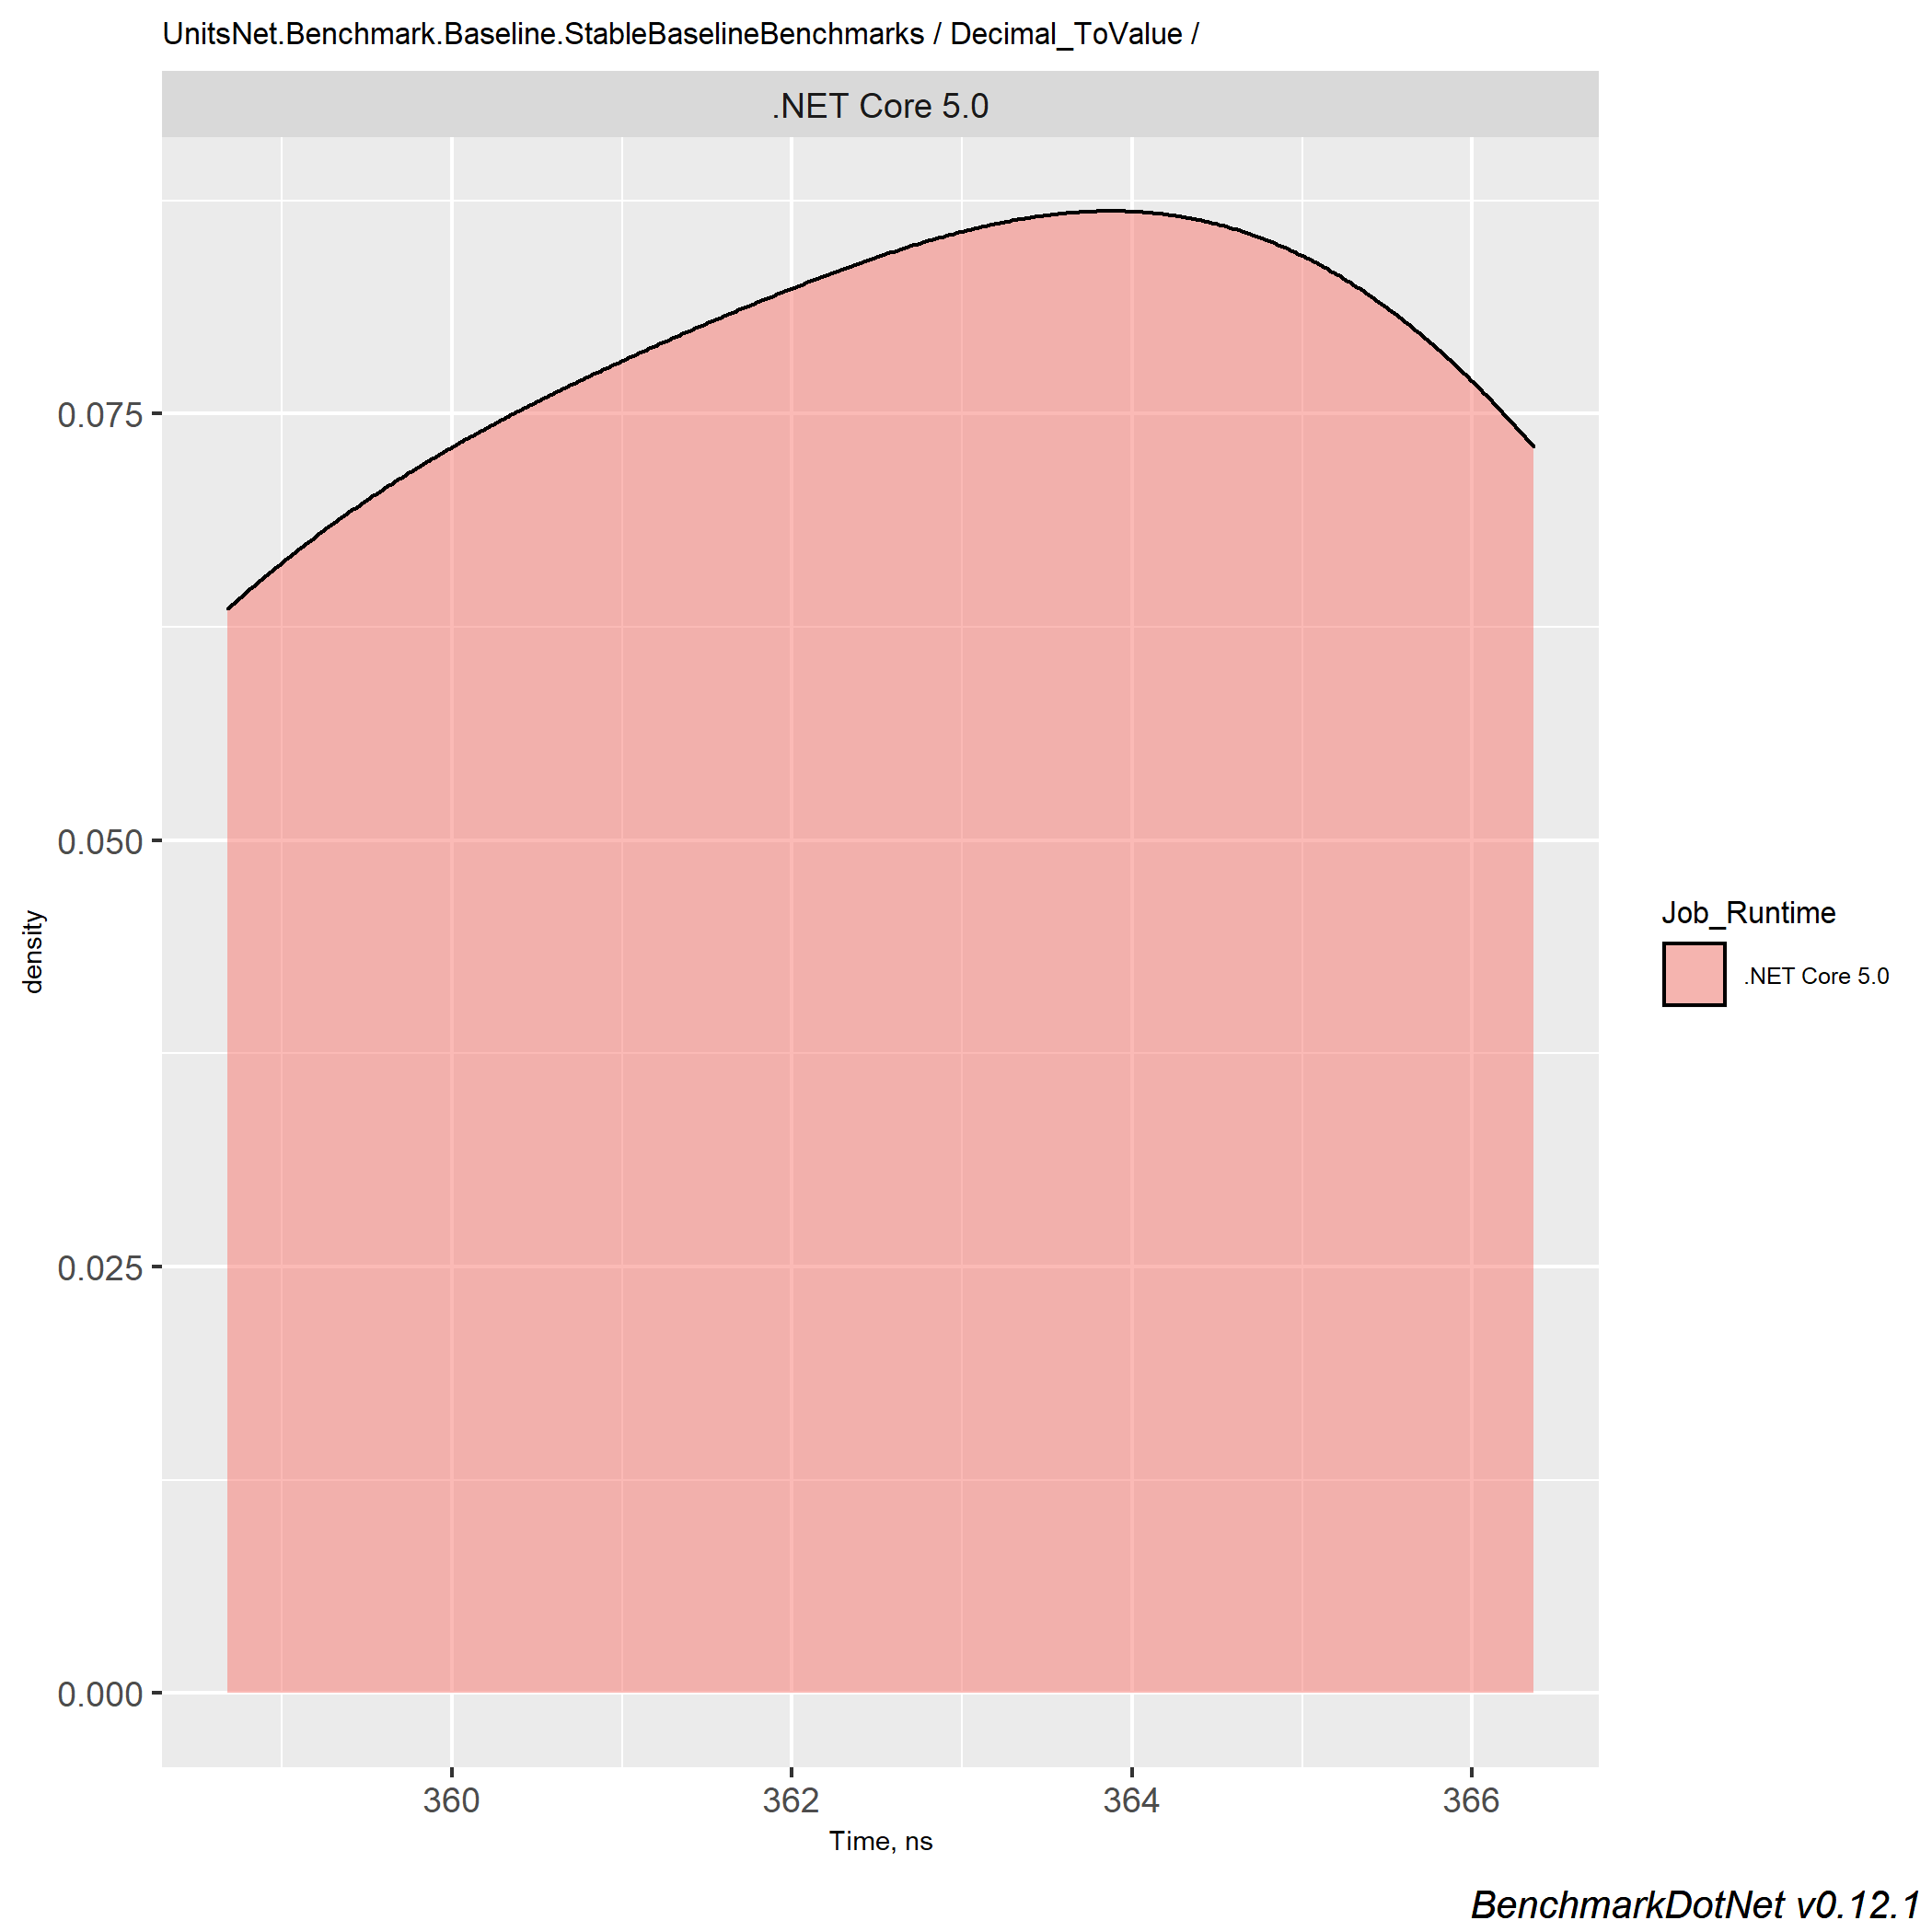 UnitsNet.Benchmark.Baseline.StableBaselineBenchmarks / Decimal_ToValue /
.NET Core 5.0
0.075
0.050
0.025
0.000
density
360 362 364 366
Time, ns
Job_Runtime
.NET Core 5.0
BenchmarkDotNet v0.12.1